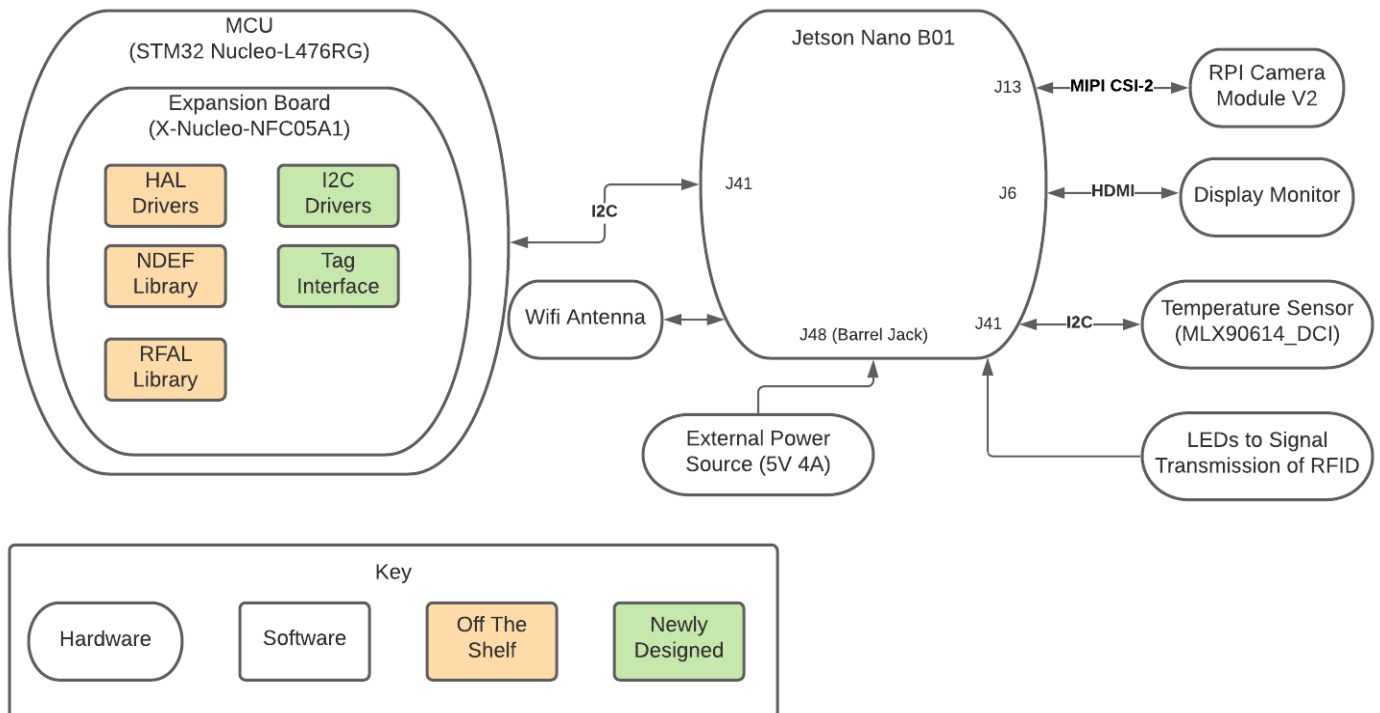 MCU
(STM32 Nucleo-L476RG)
Expansion Board
(X-Nucleo-NFC05A1)
HAL
Drivers
I2C
Drivers
NDEF
Library
Tag
Interface
RFAL
Library
I2C
Wifi Antenna
Jetson Nano B01
J13
J41
J6
J48 (Barrel Jack)
J41
MIPI CSI-2
RPI Camera
Module V2
HDMI
Display Monitor
I2C
Temperature Sensor
(MLX90614_DCI)
External Power
Source (5V 4A)
LEDs to Signal
Transmission of RFID
Key
Hardware
Software
Off The
Shelf
Newly
Designed